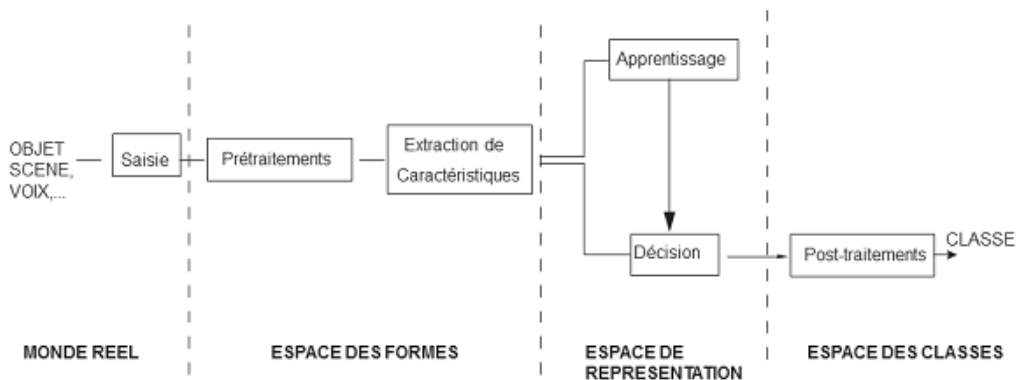 OBJET
SCENE,
VOIX,...
Saisie
Prétraitements
Extraction de
Caractéristiques
Apprentissage
Décision
Post-traitements
CLASSE
MONDE REEL
ESPACE DES FORMES
ESPACE DE
REPRESENTATION
ESPACE DES CLASSES